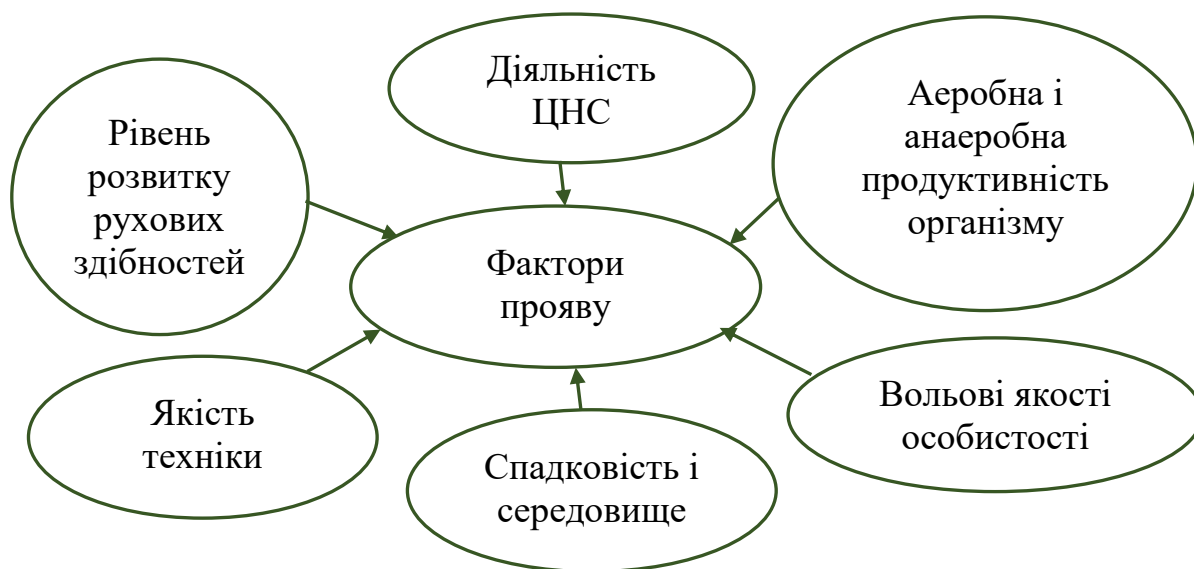 Діяльність
ЦНС
Рівень
розвитку
рухових
здібностей
Аеробна і
анаеробна
продуктивність
організму
Фактори
прояву
Якість
техніки
Спадковість і
середовище
Вольові якості
особистості